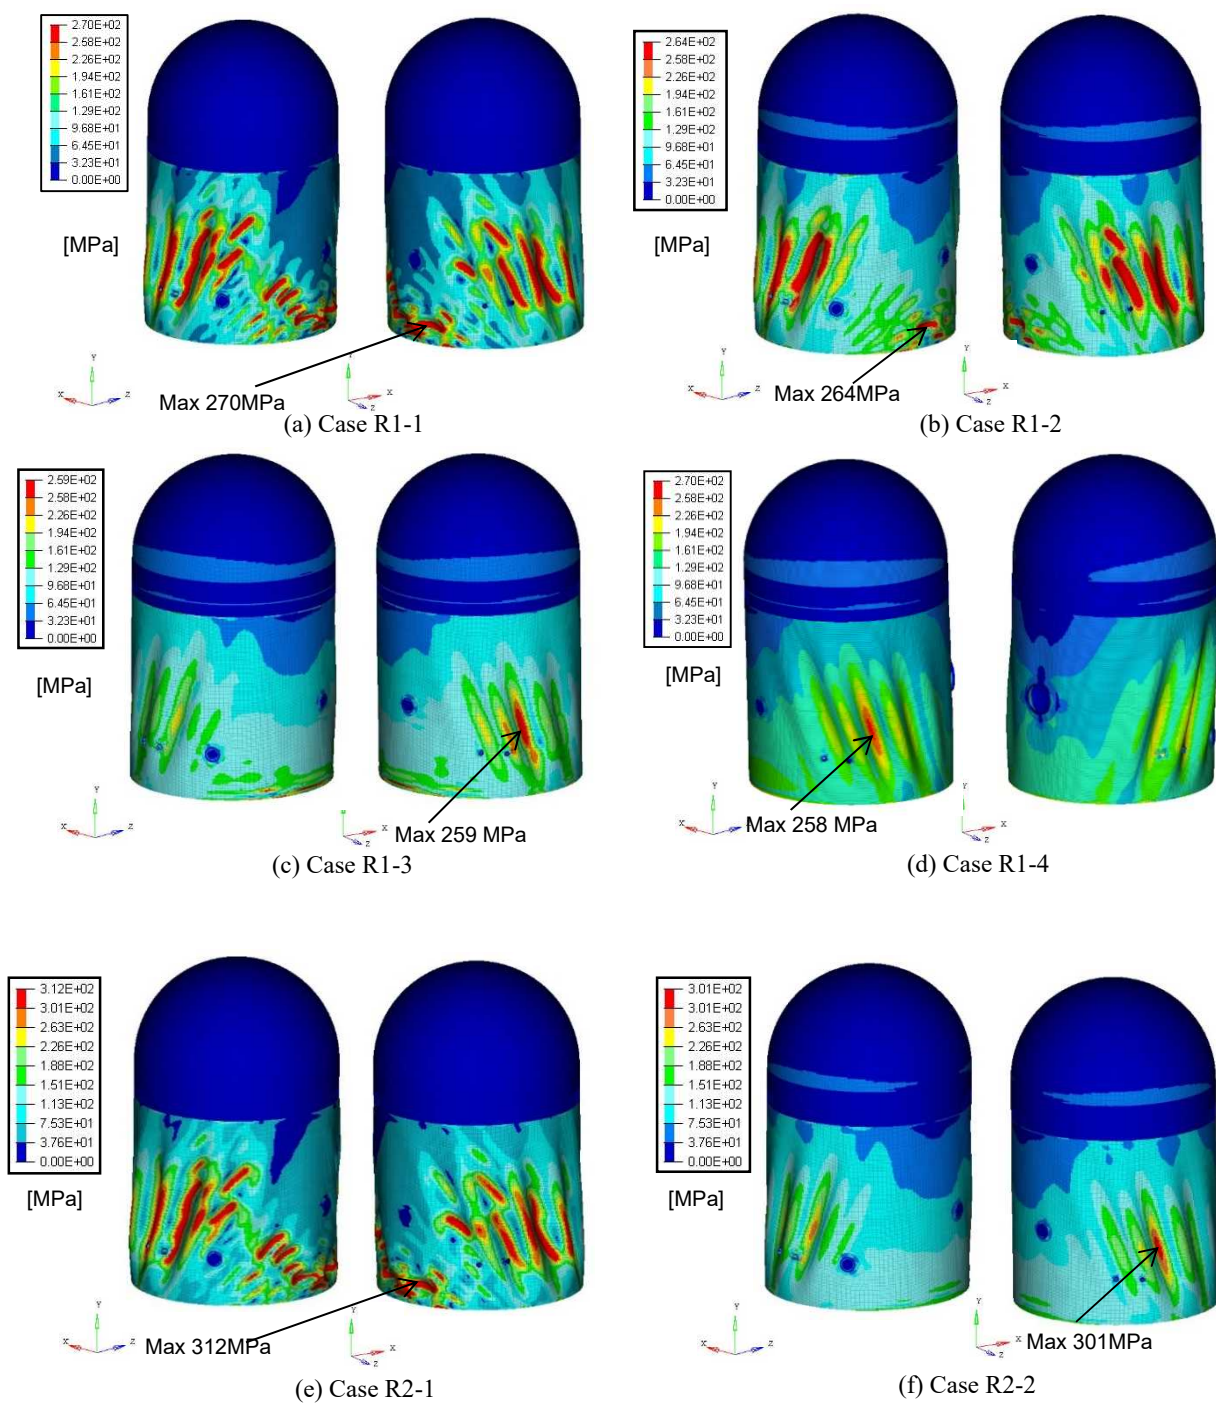 2.70E+02
2.58E+02
2.26E+02
1.94E+02
1.61E+02
1.29E+02
9.68E+01
6.45E+01
3.23E+01
0.00E+00
[MPa]
Y
X
Z
Y
X
Z
Max 270MPa
(a) Case R1-1
2.64E+02
2.58E+02
2.26E+02
1.94E+02
1.61E+02
1.29E+02
9.68E+01
6.45E+01
3.23E+01
0.00E+00
[MPa]
Y
X
Z
Y
X
Z
Max 264MPa
(b) Case R1-2
2.59E+02
2.58E+02
2.26E+02
1.94E+02
1.61E+02
1.29E+02
9.68E+01
6.45E+01
3.23E+01
0.00E+00
[MPa]
Y
X
Z
X
Z
Max 259 MPa
(c) Case R1-3
2.70E+02
2.58E+02
2.26E+02
1.94E+02
1.61E+02
1.29E+02
9.68E+01
6.45E+01
3.23E+01
0.00E+00
[MPa]
Y
X
Z
Y
X
Z
Max 258 MPa
(d) Case R1-4
3.12E+02
3.01E+02
2.63E+02
2.26E+02
1.88E+02
1.51E+02
1.13E+02
7.53E+01
3.76E+01
0.00E+00
[MPa]
Y
X
Z
Y
X
Z
Max 312MPa
(e) Case R2-1
3.01E+02
3.01E+02
2.63E+02
2.26E+02
1.88E+02
1.51E+02
1.13E+02
7.53E+01
3.76E+01
0.00E+00
[MPa]
Y
X
Z
Y
X
Z
Max 301MPa
(f) Case R2-2